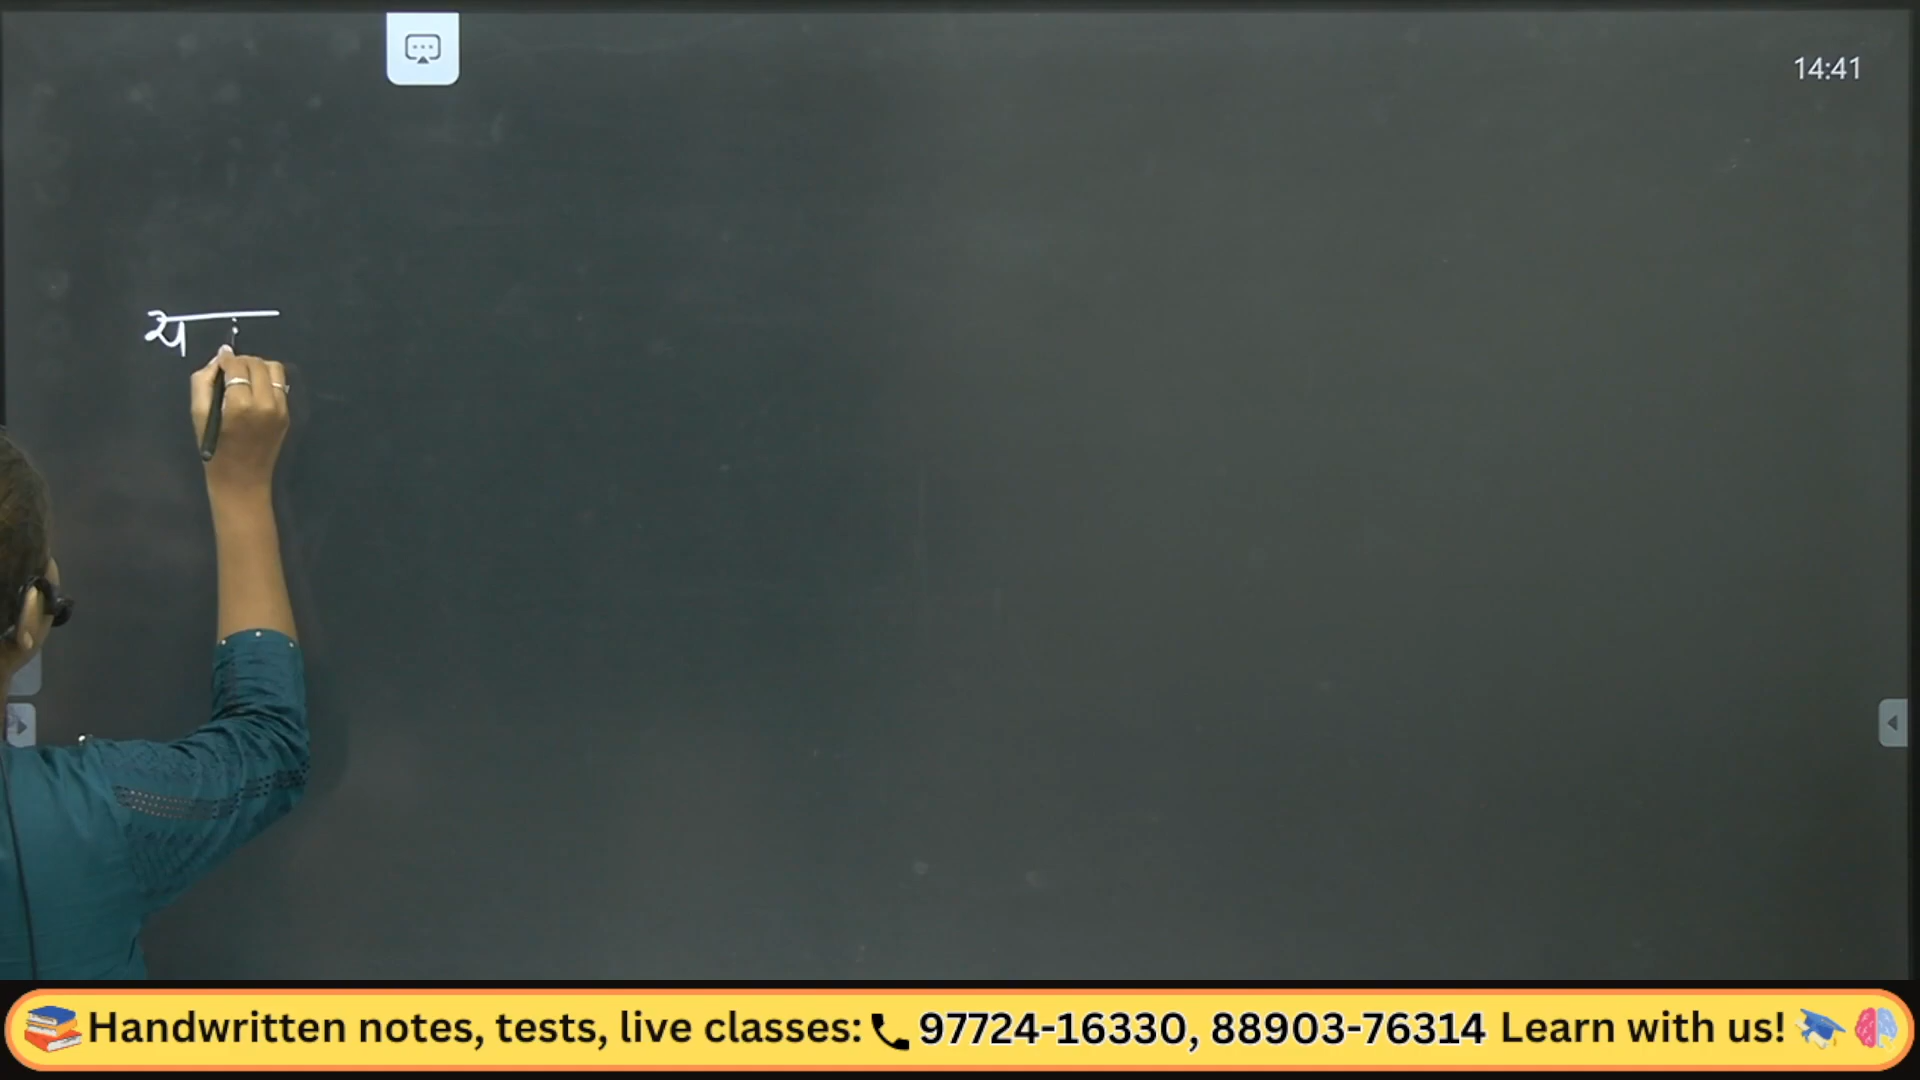 14:41
य
Handwritten notes, tests, live classes: 97724-16330, 88903-76314 Learn with us!